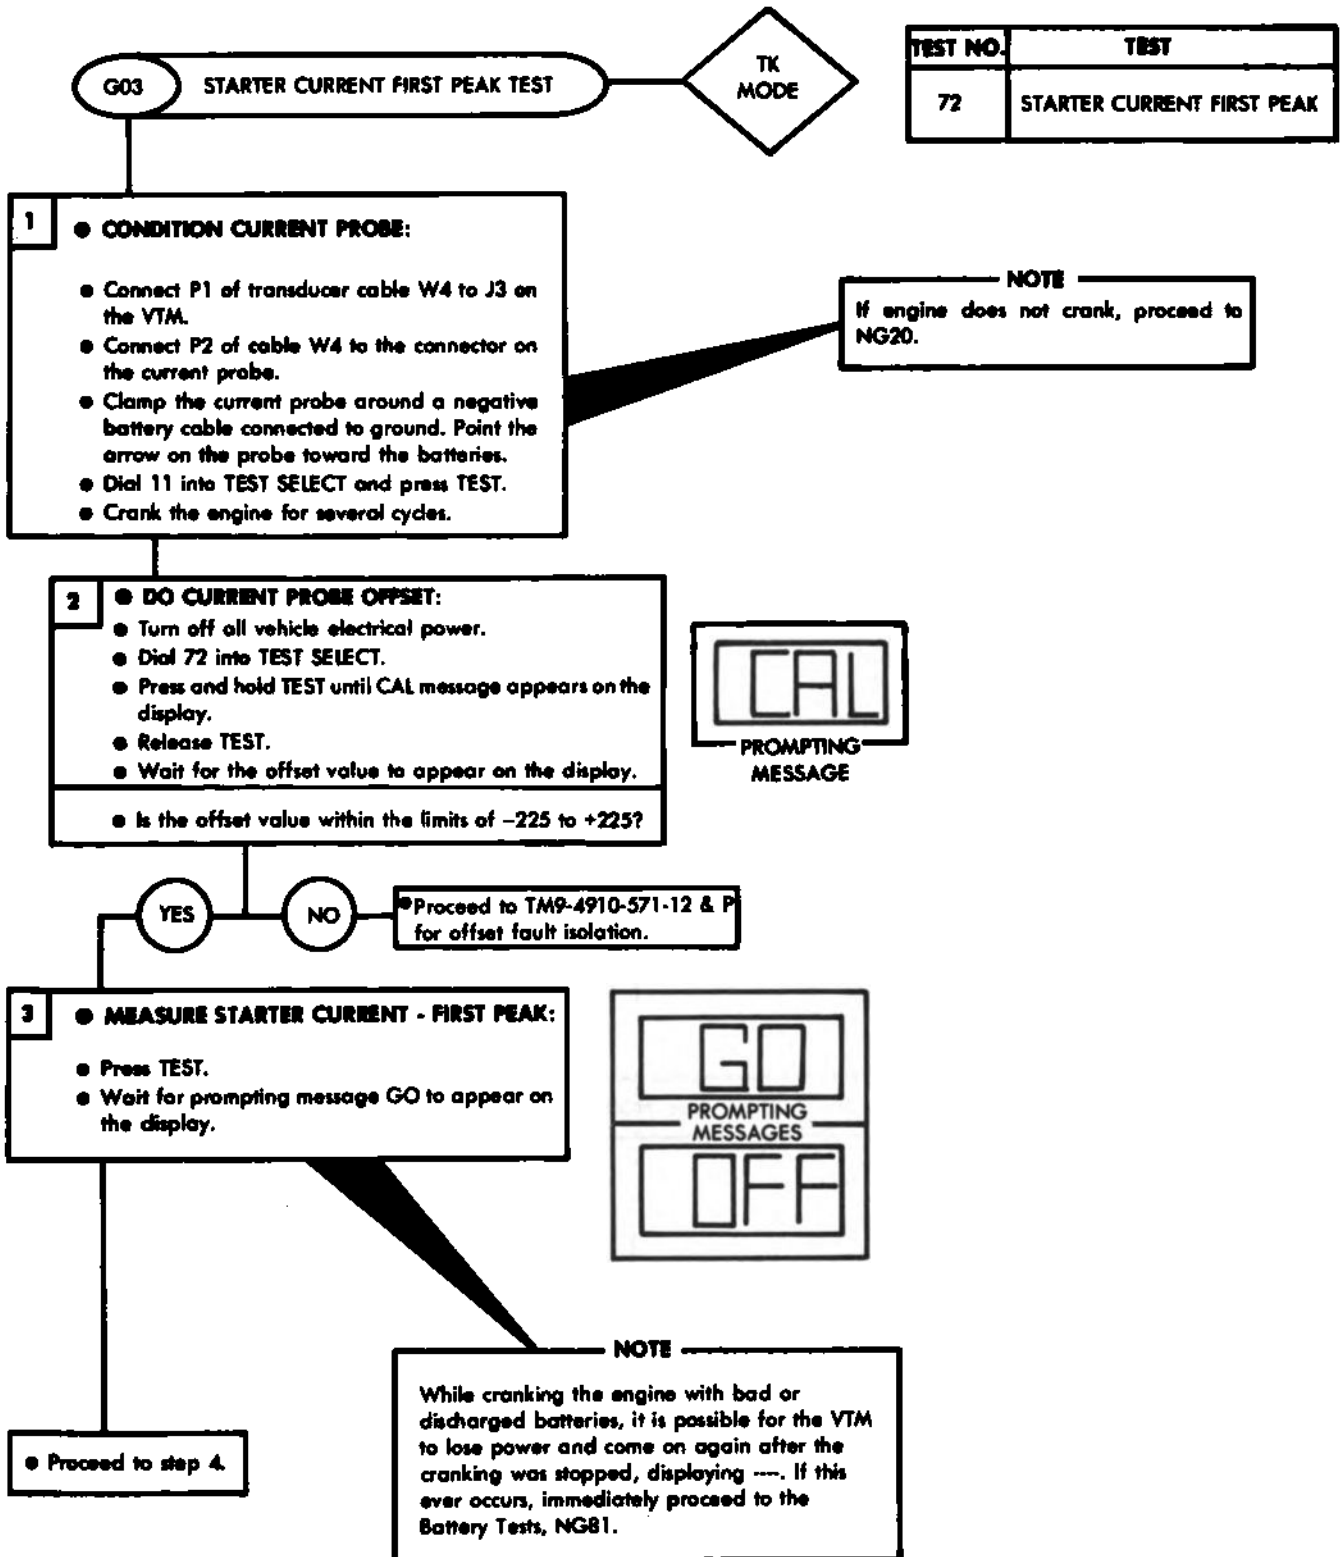 G03 STARTER CURRENT FIRST PEAK TEST
TK
MODE
TEST NO. TEST
72 STARTER CURRENT FIRST PEAK
1
● CONDITION CURRENT PROBE:
● Connect P1 of transducer cable W4 to J3 on
the VTM.
● Connect P2 of cable W4 to the connector on
the current probe.
● Clamp the current probe around a negative
battery cable connected to ground. Point the
arrow on the probe toward the batteries.
● Dial 11 into TEST SELECT and press TEST.
● Crank the engine for several cycles.
NOTE
If engine does not crank, proceed to
NG20.
2
● DO CURRENT PROBE OFFSET:
● Turn off all vehicle electrical power.
● Dial 72 into TEST SELECT.
● Press and hold TEST until CAL message appears on the
display.
● Release TEST.
● Wait for the offset value to appear on the display.
● Is the offset value within the limits of –225 to +225?
CAL
PROMPTING
MESSAGE
YES
NO
● Proceed to TM9-4910-571-12 & P
for offset fault isolation.
3
● MEASURE STARTER CURRENT - FIRST PEAK:
● Press TEST.
● Wait for prompting message GO to appear on
the display.
GO
PROMPTING
MESSAGES
OFF
● Proceed to step 4.
NOTE
While cranking the engine with bad or
discharged batteries, it is possible for the VTM
to lose power and come on again after the
cranking was stopped, displaying ----. If this
ever occurs, immediately proceed to the
Battery Tests, NG81.